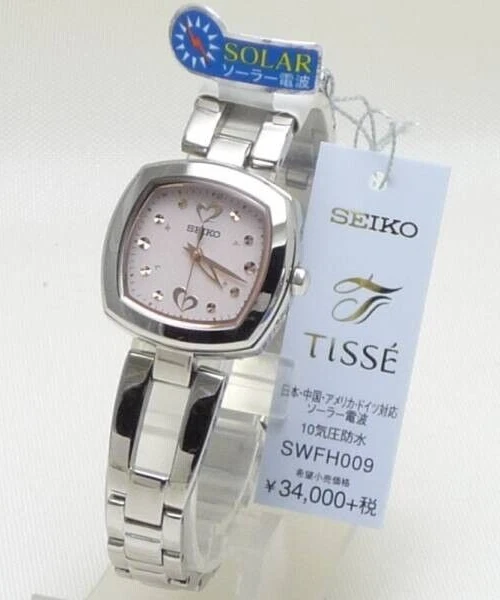 SOLAR
ソーラー電波
SEIKO
SEIKO
TISSÉ
日本・中国・アメリカ・ドイツ対応
ソーラー電波
10気圧防水
SWFH009
希望小売価格
¥34,000+税